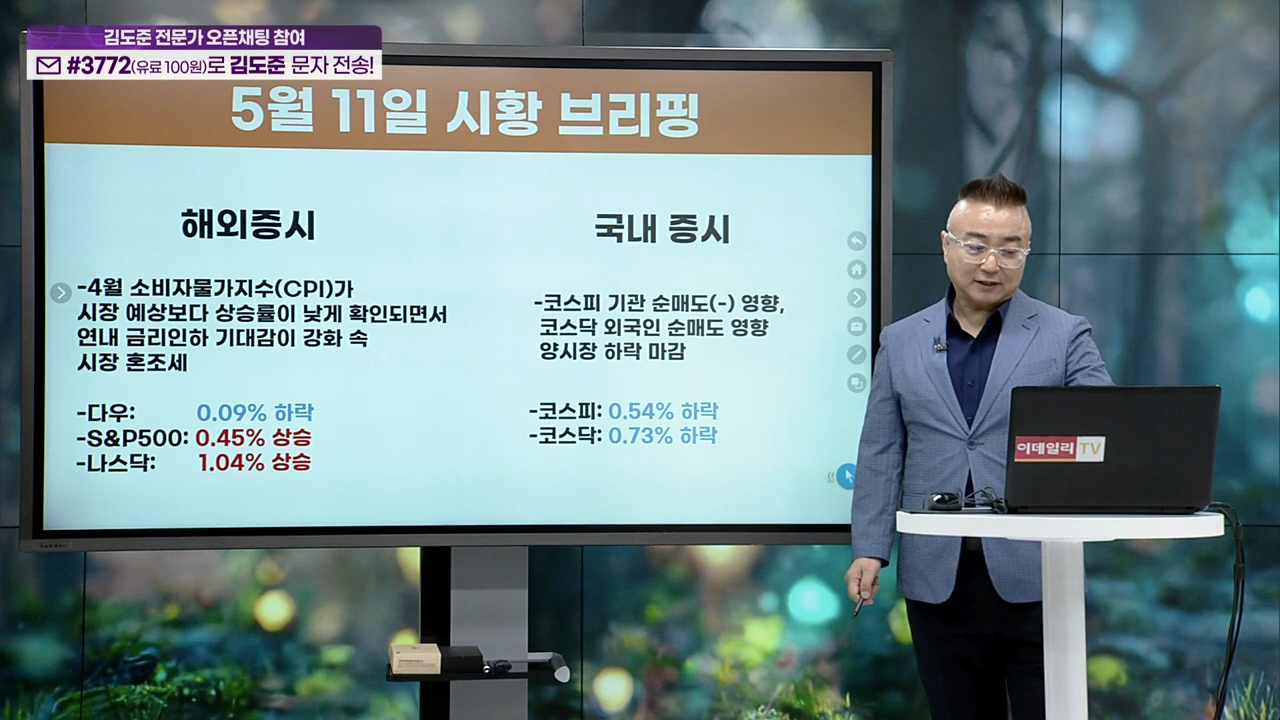 김도준 전문가 오픈채팅 참여
#3772(유료 100원)로 김도준 문자 전송!
5월 11일 시황 브리핑
해외증시
-4월 소비자물가지수(CPI)가
시장 예상보다 상승률이 낮게 확인되면서
연내 금리인하 기대감이 강화 속
시장 혼조세
-다우: 0.09% 하락
-S&P500: 0.45% 상승
-나스닥: 1.04% 상승
국내 증시
-코스피 기관 순매도(-) 영향,
코스닥 외국인 순매도 영향
양시장 하락 마감
-코스피: 0.54% 하락
-코스닥: 0.73% 하락
이데일리 TV